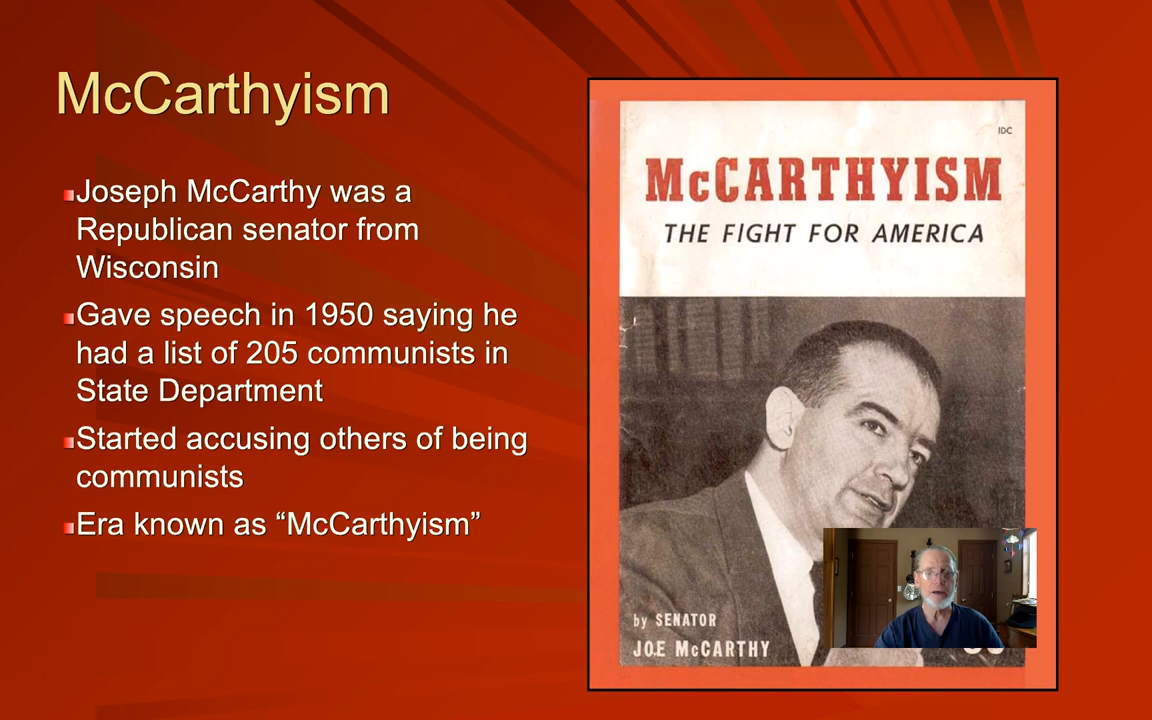 McCarthyism
Joseph McCarthy was a
Republican senator from
Wisconsin
Gave speech in 1950 saying he
had a list of 205 communists in
State Department
Started accusing others of being
communists
Era known as “McCarthyism”
IDC
McCARTHYISM
THE FIGHT FOR AMERICA
by SENATOR
JOE McCARTHY